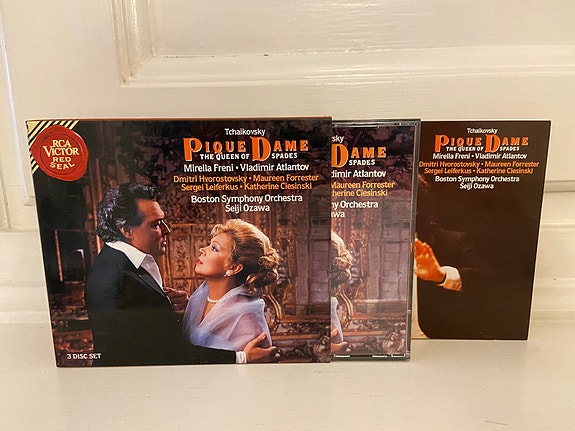 RCA
VICTOR
RED
SEAL
Tchaikovsky
PIQUE DAME
THE QUEEN OF SPADES
Mirella Freni • Vladimir Atlantov
Dmitri Hvorostovsky • Maureen Forrester
Sergei Leiferkus • Katherine Ciesinski
Boston Symphony Orchestra
Seiji Ozawa
3 DISC SET
DAME
SPADES
Atlantov
Maureen Forrester
Katherine Ciesinski
Orchestra
Tchaikovsky
PIQUE DAME
THE QUEEN OF SPADES
Mirella Freni • Vladimir Atlantov
Dmitri Hvorostovsky • Maureen Forrester
Sergei Leiferkus • Katherine Ciesinski
Boston Symphony Orchestra
Seiji Ozawa